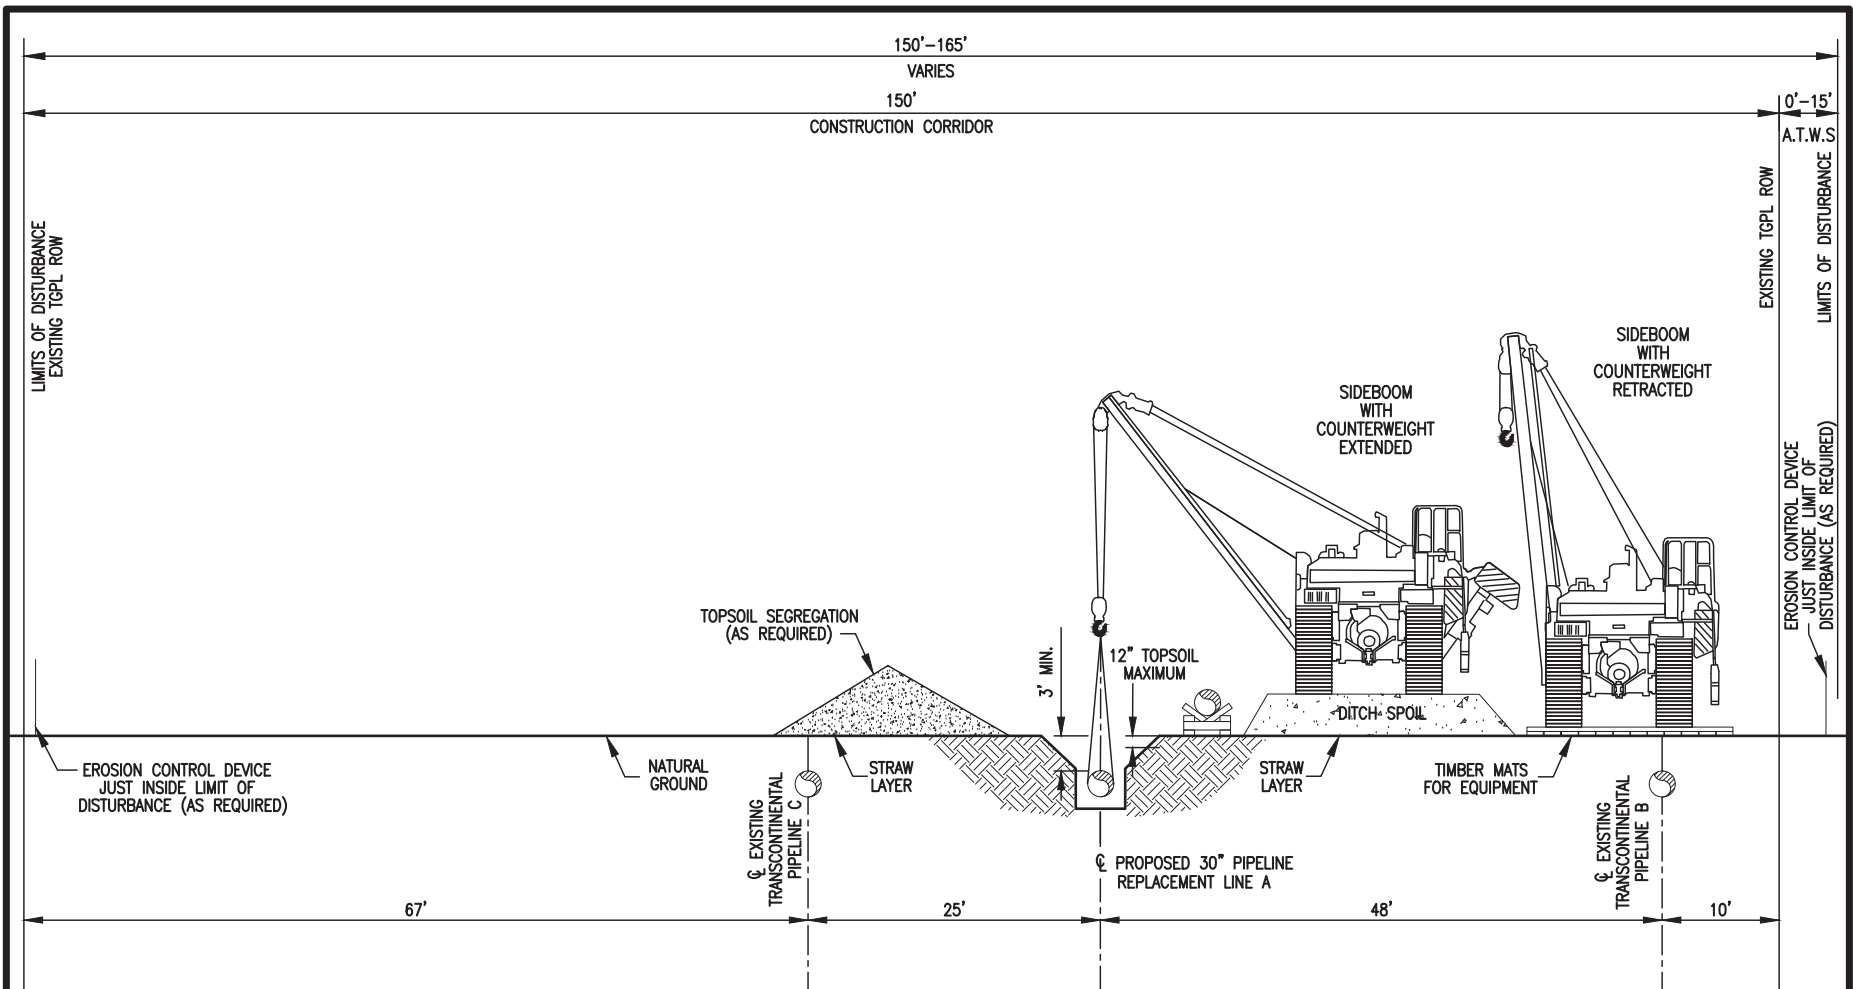 150'-165'
VARIES
150'
CONSTRUCTION CORRIDOR
0'-15'
A.T.W.S
LIMITS OF DISTURBANCE
EXISTING TGPL ROW
EXISTING TGPL ROW
LIMITS OF DISTURBANCE
SIDEBOOM
WITH
COUNTERWEIGHT
RETRACTED
SIDEBOOM
WITH
COUNTERWEIGHT
EXTENDED
EROSION CONTROL DEVICE
JUST INSIDE LIMIT OF
DISTURBANCE (AS REQUIRED)
TOPSOIL SEGREGATION
(AS REQUIRED)
3' MIN.
12" TOPSOIL
MAXIMUM
DITCH SPOIL
EROSION CONTROL DEVICE
JUST INSIDE LIMIT OF
DISTURBANCE (AS REQUIRED)
NATURAL
GROUND
STRAW
LAYER
STRAW
LAYER
TIMBER MATS
FOR EQUIPMENT
℄ EXISTING
TRANSCONTINENTAL
PIPELINE C
℄ PROPOSED 30" PIPELINE
REPLACEMENT LINE A
℄ EXISTING
TRANSCONTINENTAL
PIPELINE B
67'
25'
48'
10'